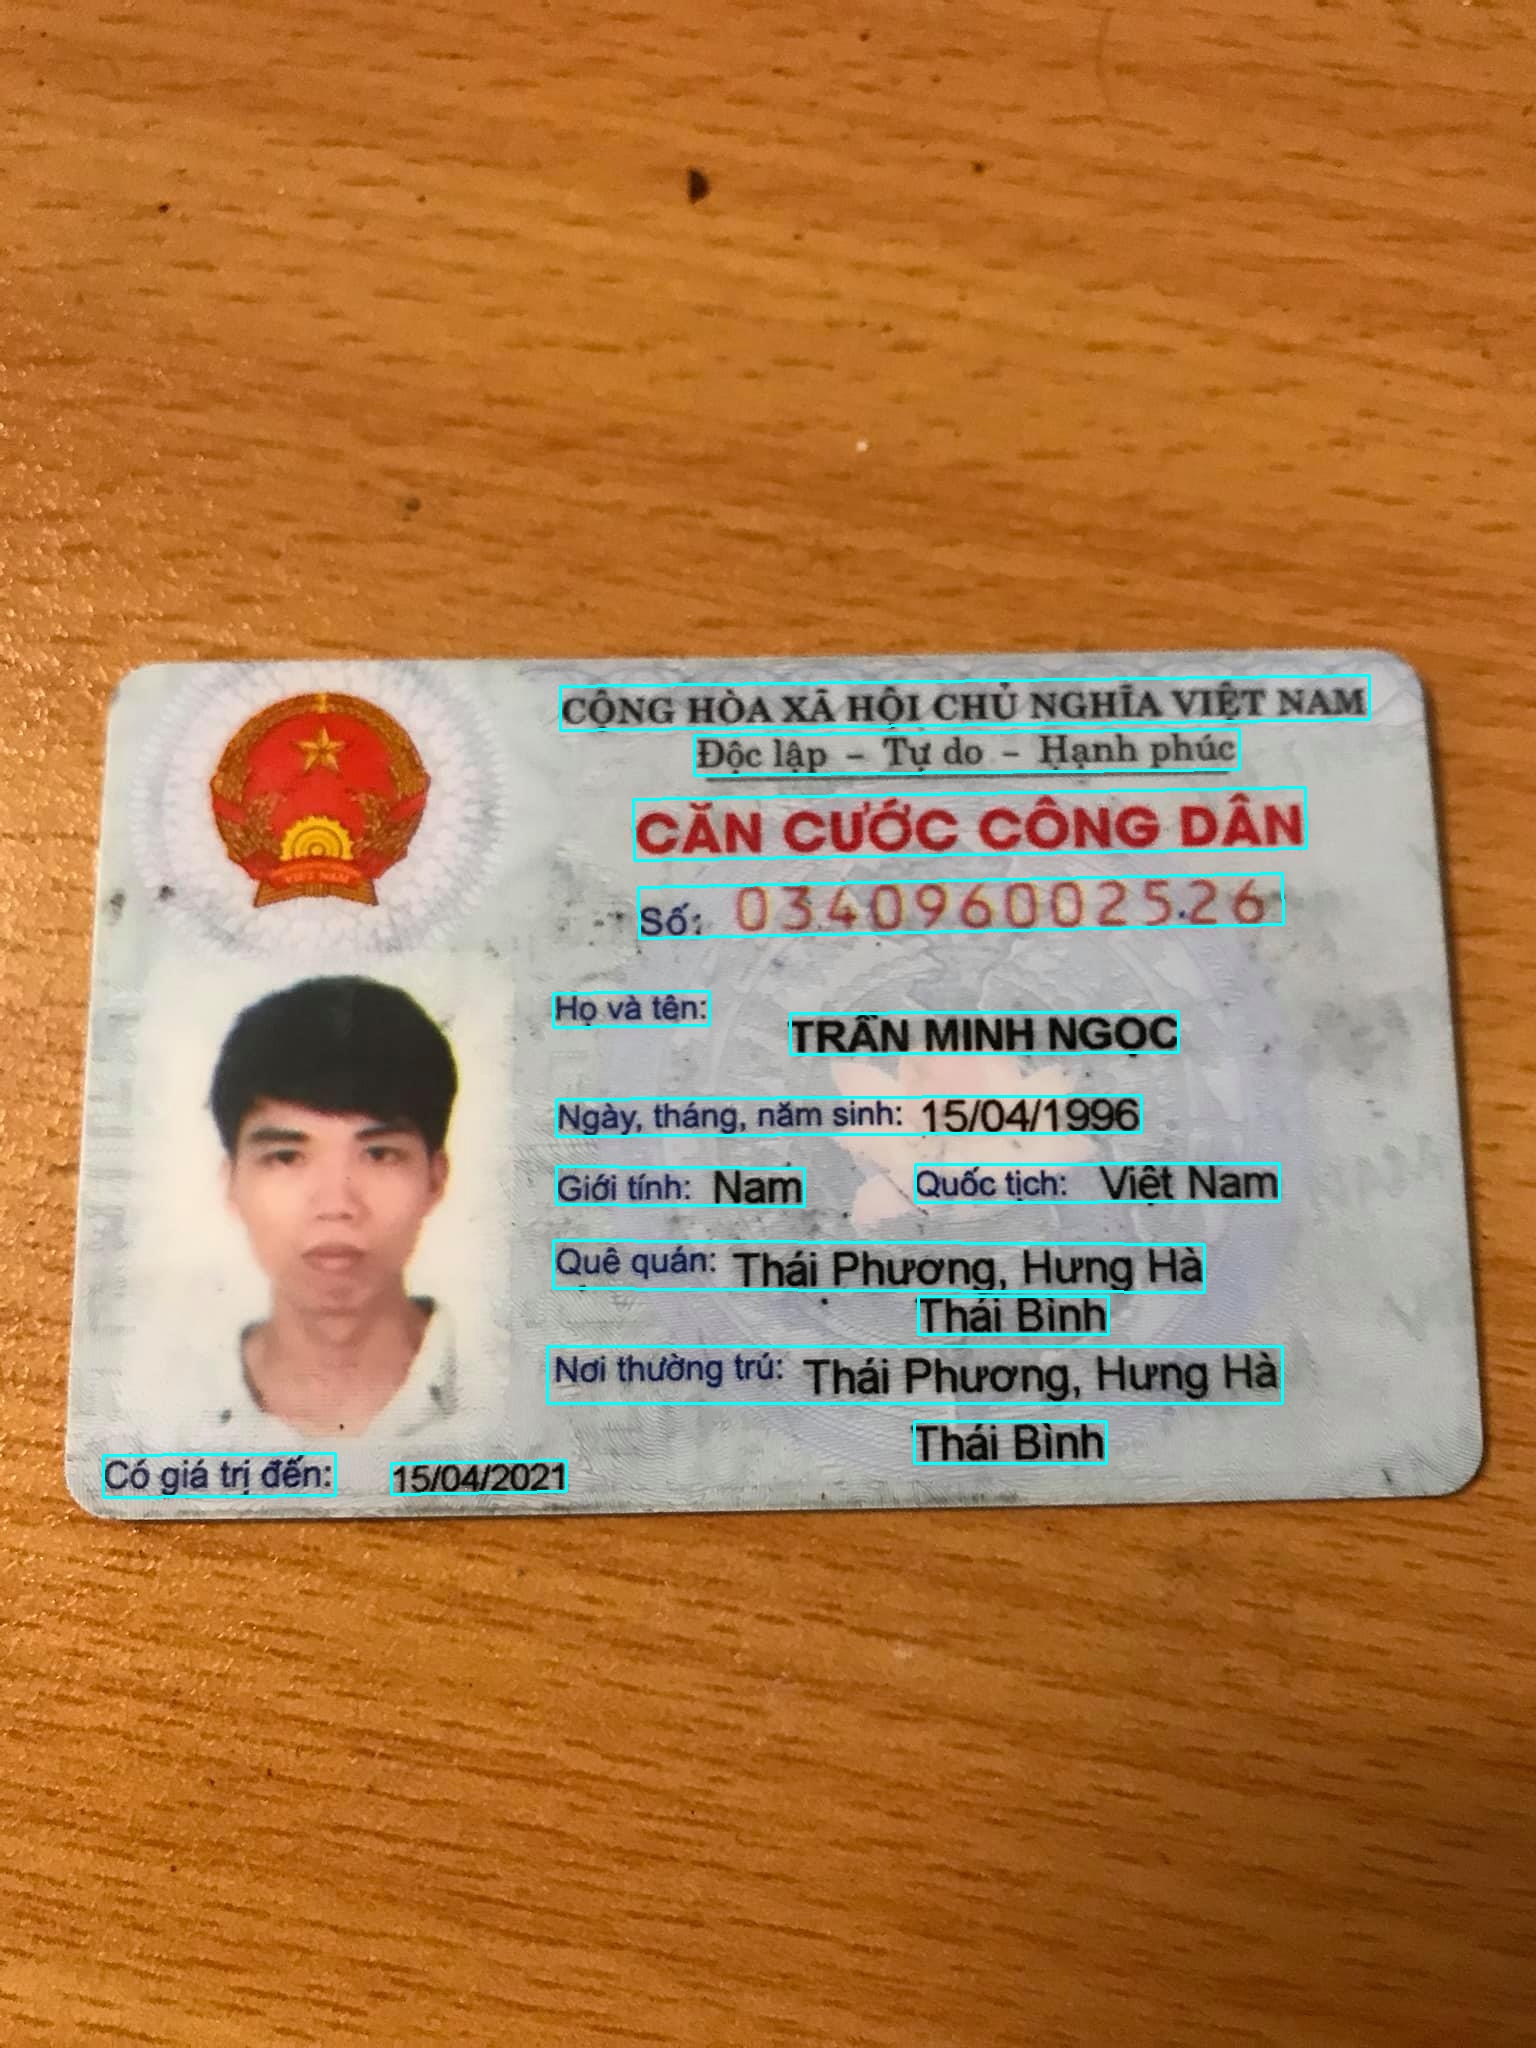 CỘNG HÒA XÃ HỘI CHỦ NGHĨA VIỆT NAM
Độc lập - Tự do - Hạnh phúc
CĂN CƯỚC CÔNG DÂN
Số: 034096002526
Họ và tên:
TRẦN MINH NGỌC
Ngày, tháng, năm sinh: 15/04/1996
Giới tính: Nam Quốc tịch: Việt Nam
Quê quán: Thái Phương, Hưng Hà
Thái Bình
Nơi thường trú: Thái Phương, Hưng Hà
Thái Bình
Có giá trị đến: 15/04/2021
VIỆT NAM